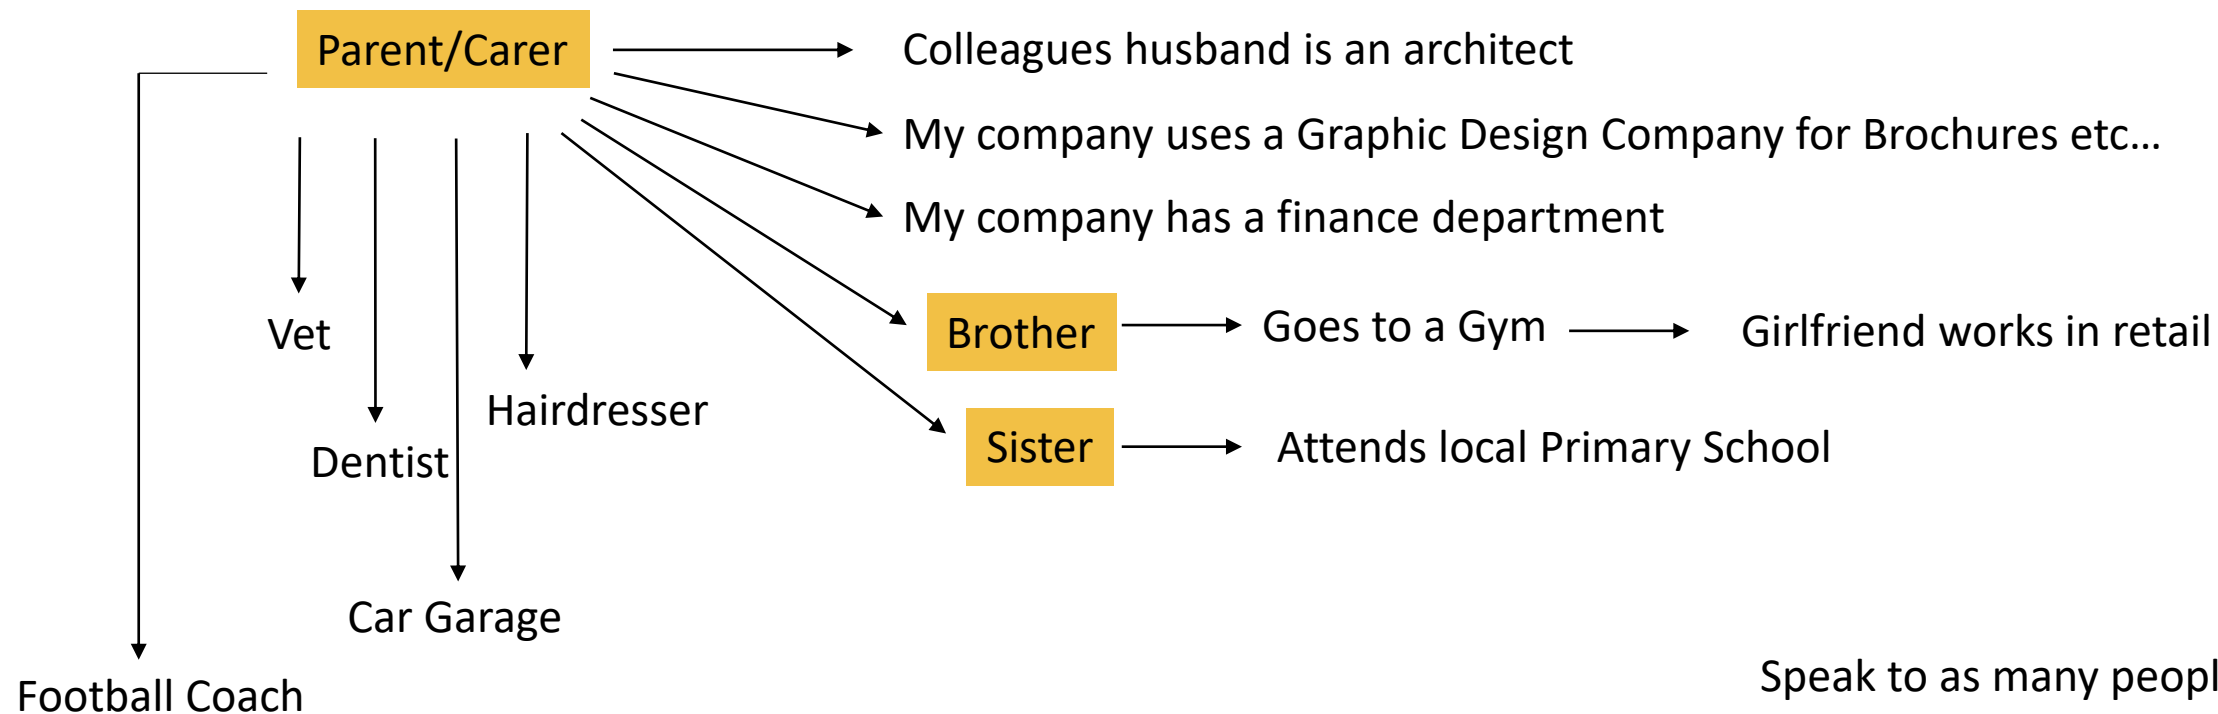 Parent/Carer
Colleagues husband is an architect
My company uses a Graphic Design Company for Brochures etc...
My company has a finance department
Brother
Goes to a Gym
Girlfriend works in retail
Vet
Hairdresser
Sister
Attends local Primary School
Dentist
Car Garage
Football Coach
Speak to as many peopl